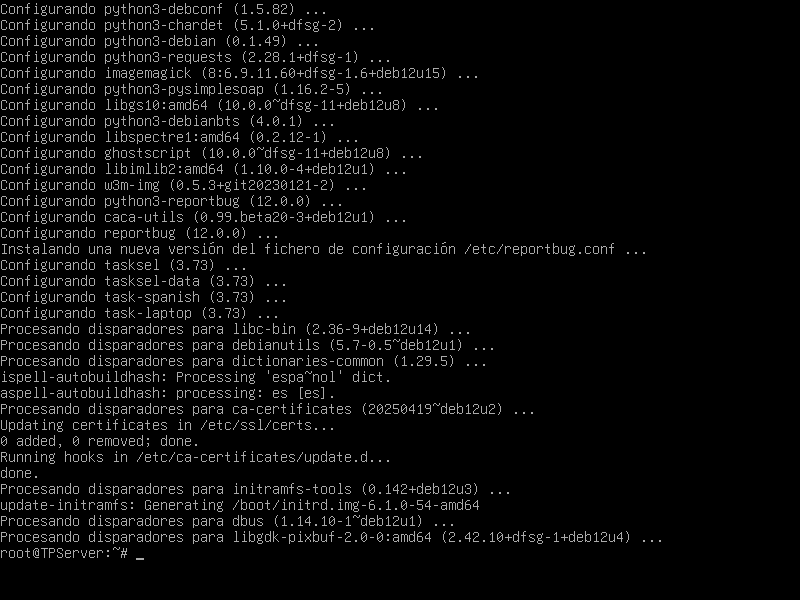 Configurando python3-debconf (1.5.82) ...
Configurando python3-chardet (5.1.0+dfsg-2) ...
Configurando python3-debian (0.1.49) ...
Configurando python3-requests (2.28.1+dfsg-1) ...
Configurando imagemagick (8:6.9.11.60+dfsg-1.6+deb12u15) ...
Configurando python3-pysimplesoap (1.16.2-5) ...
Configurando libgs10:amd64 (10.0.0~dfsg-11+deb12u8) ...
Configurando python3-debianbts (4.0.1) ...
Configurando libspectre1:amd64 (0.2.12-1) ...
Configurando ghostscript (10.0.0~dfsg-11+deb12u8) ...
Configurando libimlib2:amd64 (1.10.0-4+deb12u1) ...
Configurando w3m-img (0.5.3+git20230121-2) ...
Configurando python3-reportbug (12.0.0) ...
Configurando caca-utils (0.99.beta20-3+deb12u1) ...
Configurando reportbug (12.0.0) ...
Instalando una nueva versión del fichero de configuración /etc/reportbug.conf ...
Configurando tasksel (3.73) ...
Configurando tasksel-data (3.73) ...
Configurando task-spanish (3.73) ...
Configurando task-laptop (3.73) ...
Procesando disparadores para libc-bin (2.36-9+deb12u14) ...
Procesando disparadores para debianutils (5.7-0.5~deb12u1) ...
Procesando disparadores para dictionaries-common (1.29.5) ...
ispell-autobuildhash: Processing 'espa~nol' dict.
aspell-autobuildhash: processing: es [es].
Procesando disparadores para ca-certificates (20250419~deb12u2) ...
Updating certificates in /etc/ssl/certs...
0 added, 0 removed; done.
Running hooks in /etc/ca-certificates/update.d...
done.
Procesando disparadores para initramfs-tools (0.142+deb12u3) ...
update-initramfs: Generating /boot/initrd.img-6.1.0-54-amd64
Procesando disparadores para dbus (1.14.10-1~deb12u1) ...
Procesando disparadores para libgdk-pixbuf-2.0-0:amd64 (2.42.10+dfsg-1+deb12u4) ...
root@TPServer:~# _